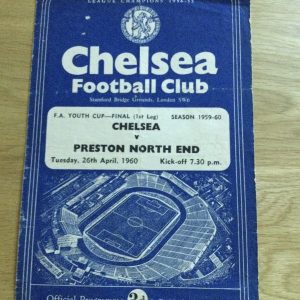 LEAGUE CHAMPIONS 1954-55
Chelsea
Football Club
Stamford Bridge Grounds, London SW6
F.A. YOUTH CUP—FINAL (1st Leg) SEASON 1959-60
CHELSEA
v
PRESTON NORTH END
Tuesday, 26th April, 1960 Kick-off 7.30 p.m.
Official Programme 3d